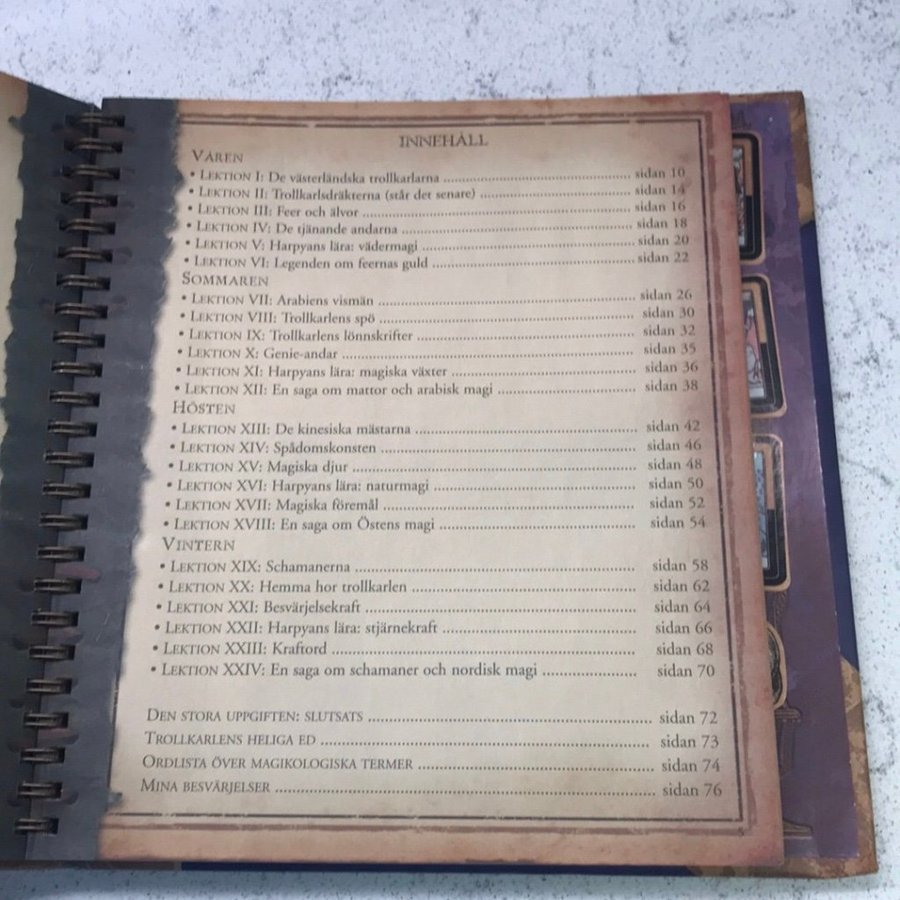 INNEHÅLL
VÅREN
• LEKTION I: De västerländska trollkarlarna ........ sidan 10
• LEKTION II: Trollkarlsdräkterna (står det senare) ........ sidan 14
• LEKTION III: Feer och älvor ........ sidan 16
• LEKTION IV: De tjänande andarna ........ sidan 18
• LEKTION V: Harpyans lära: vädermagi ........ sidan 20
• LEKTION VI: Legenden om feernas guld ........ sidan 22
SOMMAREN
• LEKTION VII: Arabiens vismän ........ sidan 26
• LEKTION VIII: Trollkarlens spö ........ sidan 30
• LEKTION IX: Trollkarlens lönnskrifter ........ sidan 32
• LEKTION X: Genie-andar ........ sidan 35
• LEKTION XI: Harpyans lära: magiska växter ........ sidan 36
• LEKTION XII: En saga om mattor och arabisk magi ........ sidan 38
HÖSTEN
• LEKTION XIII: De kinesiska mästarna ........ sidan 42
• LEKTION XIV: Spådomskonsten ........ sidan 46
• LEKTION XV: Magiska djur ........ sidan 48
• LEKTION XVI: Harpyans lära: naturmagi ........ sidan 50
• LEKTION XVII: Magiska föremål ........ sidan 52
• LEKTION XVIII: En saga om Östens magi ........ sidan 54
VINTERN
• LEKTION XIX: Schamanerna ........ sidan 58
• LEKTION XX: Hemma hor trollkarlen ........ sidan 62
• LEKTION XXI: Besvärjelsekraft ........ sidan 64
• LEKTION XXII: Harpyans lära: stjärnekraft ........ sidan 66
• LEKTION XXIII: Kraftord ........ sidan 68
• LEKTION XXIV: En saga om schamaner och nordisk magi ........ sidan 70
DEN STORA UPPGIFTEN: SLUTSATS ........ sidan 72
TROLLKARLENS HELIGA ED ........ sidan 73
ORDLISTA ÖVER MAGIKOLOGISKA TERMER ........ sidan 74
MINA BESVÄRJELSER ........ sidan 76